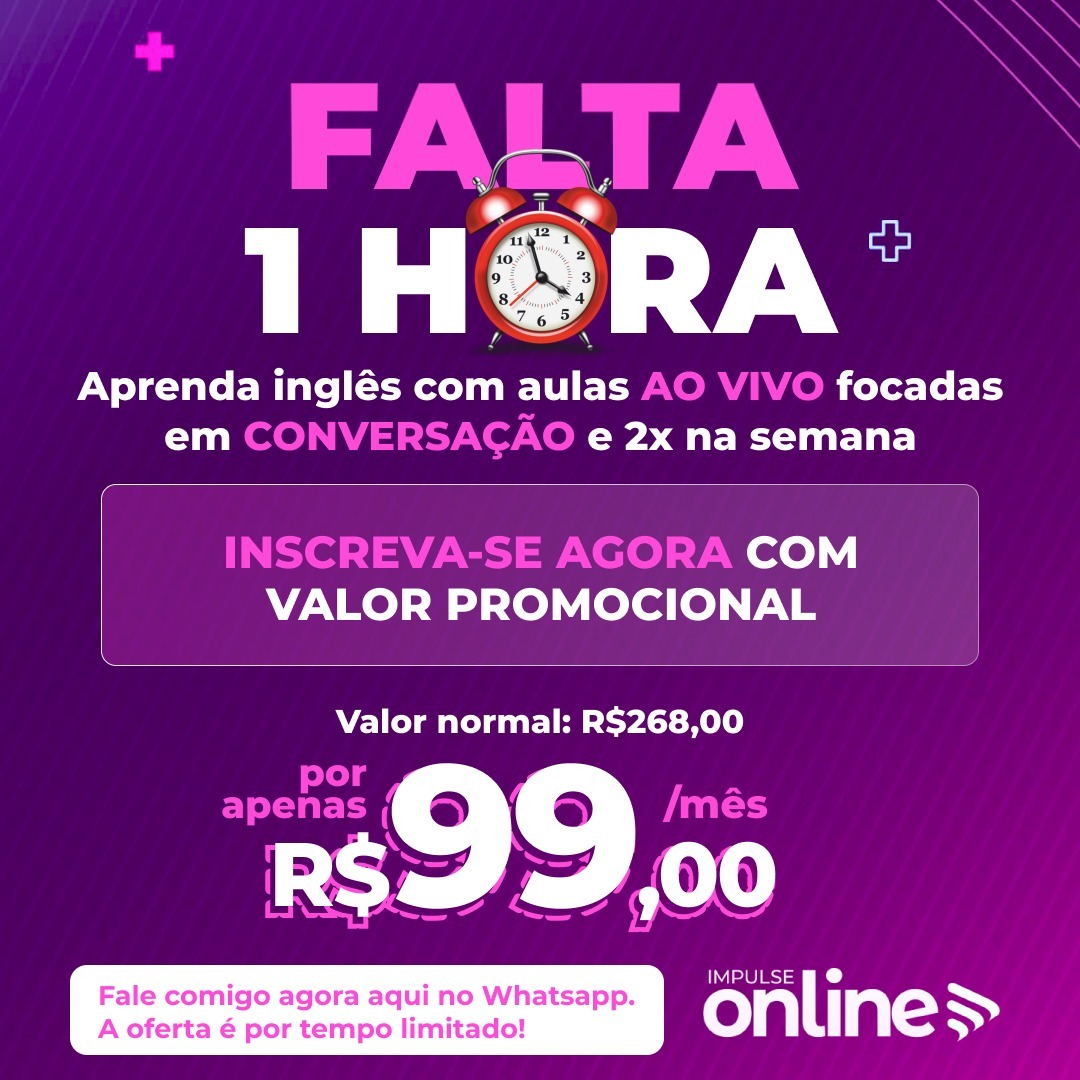 FALTA
1 HORA
Aprenda inglês com aulas AO VIVO focadas
em CONVERSAÇÃO e 2x na semana
INSCREVA-SE AGORA COM
VALOR PROMOCIONAL
Valor normal: R$268,00
por
apenas
R$99,00
/mês
Fale comigo agora aqui no Whatsapp.
A oferta é por tempo limitado!
IMPULSE
online